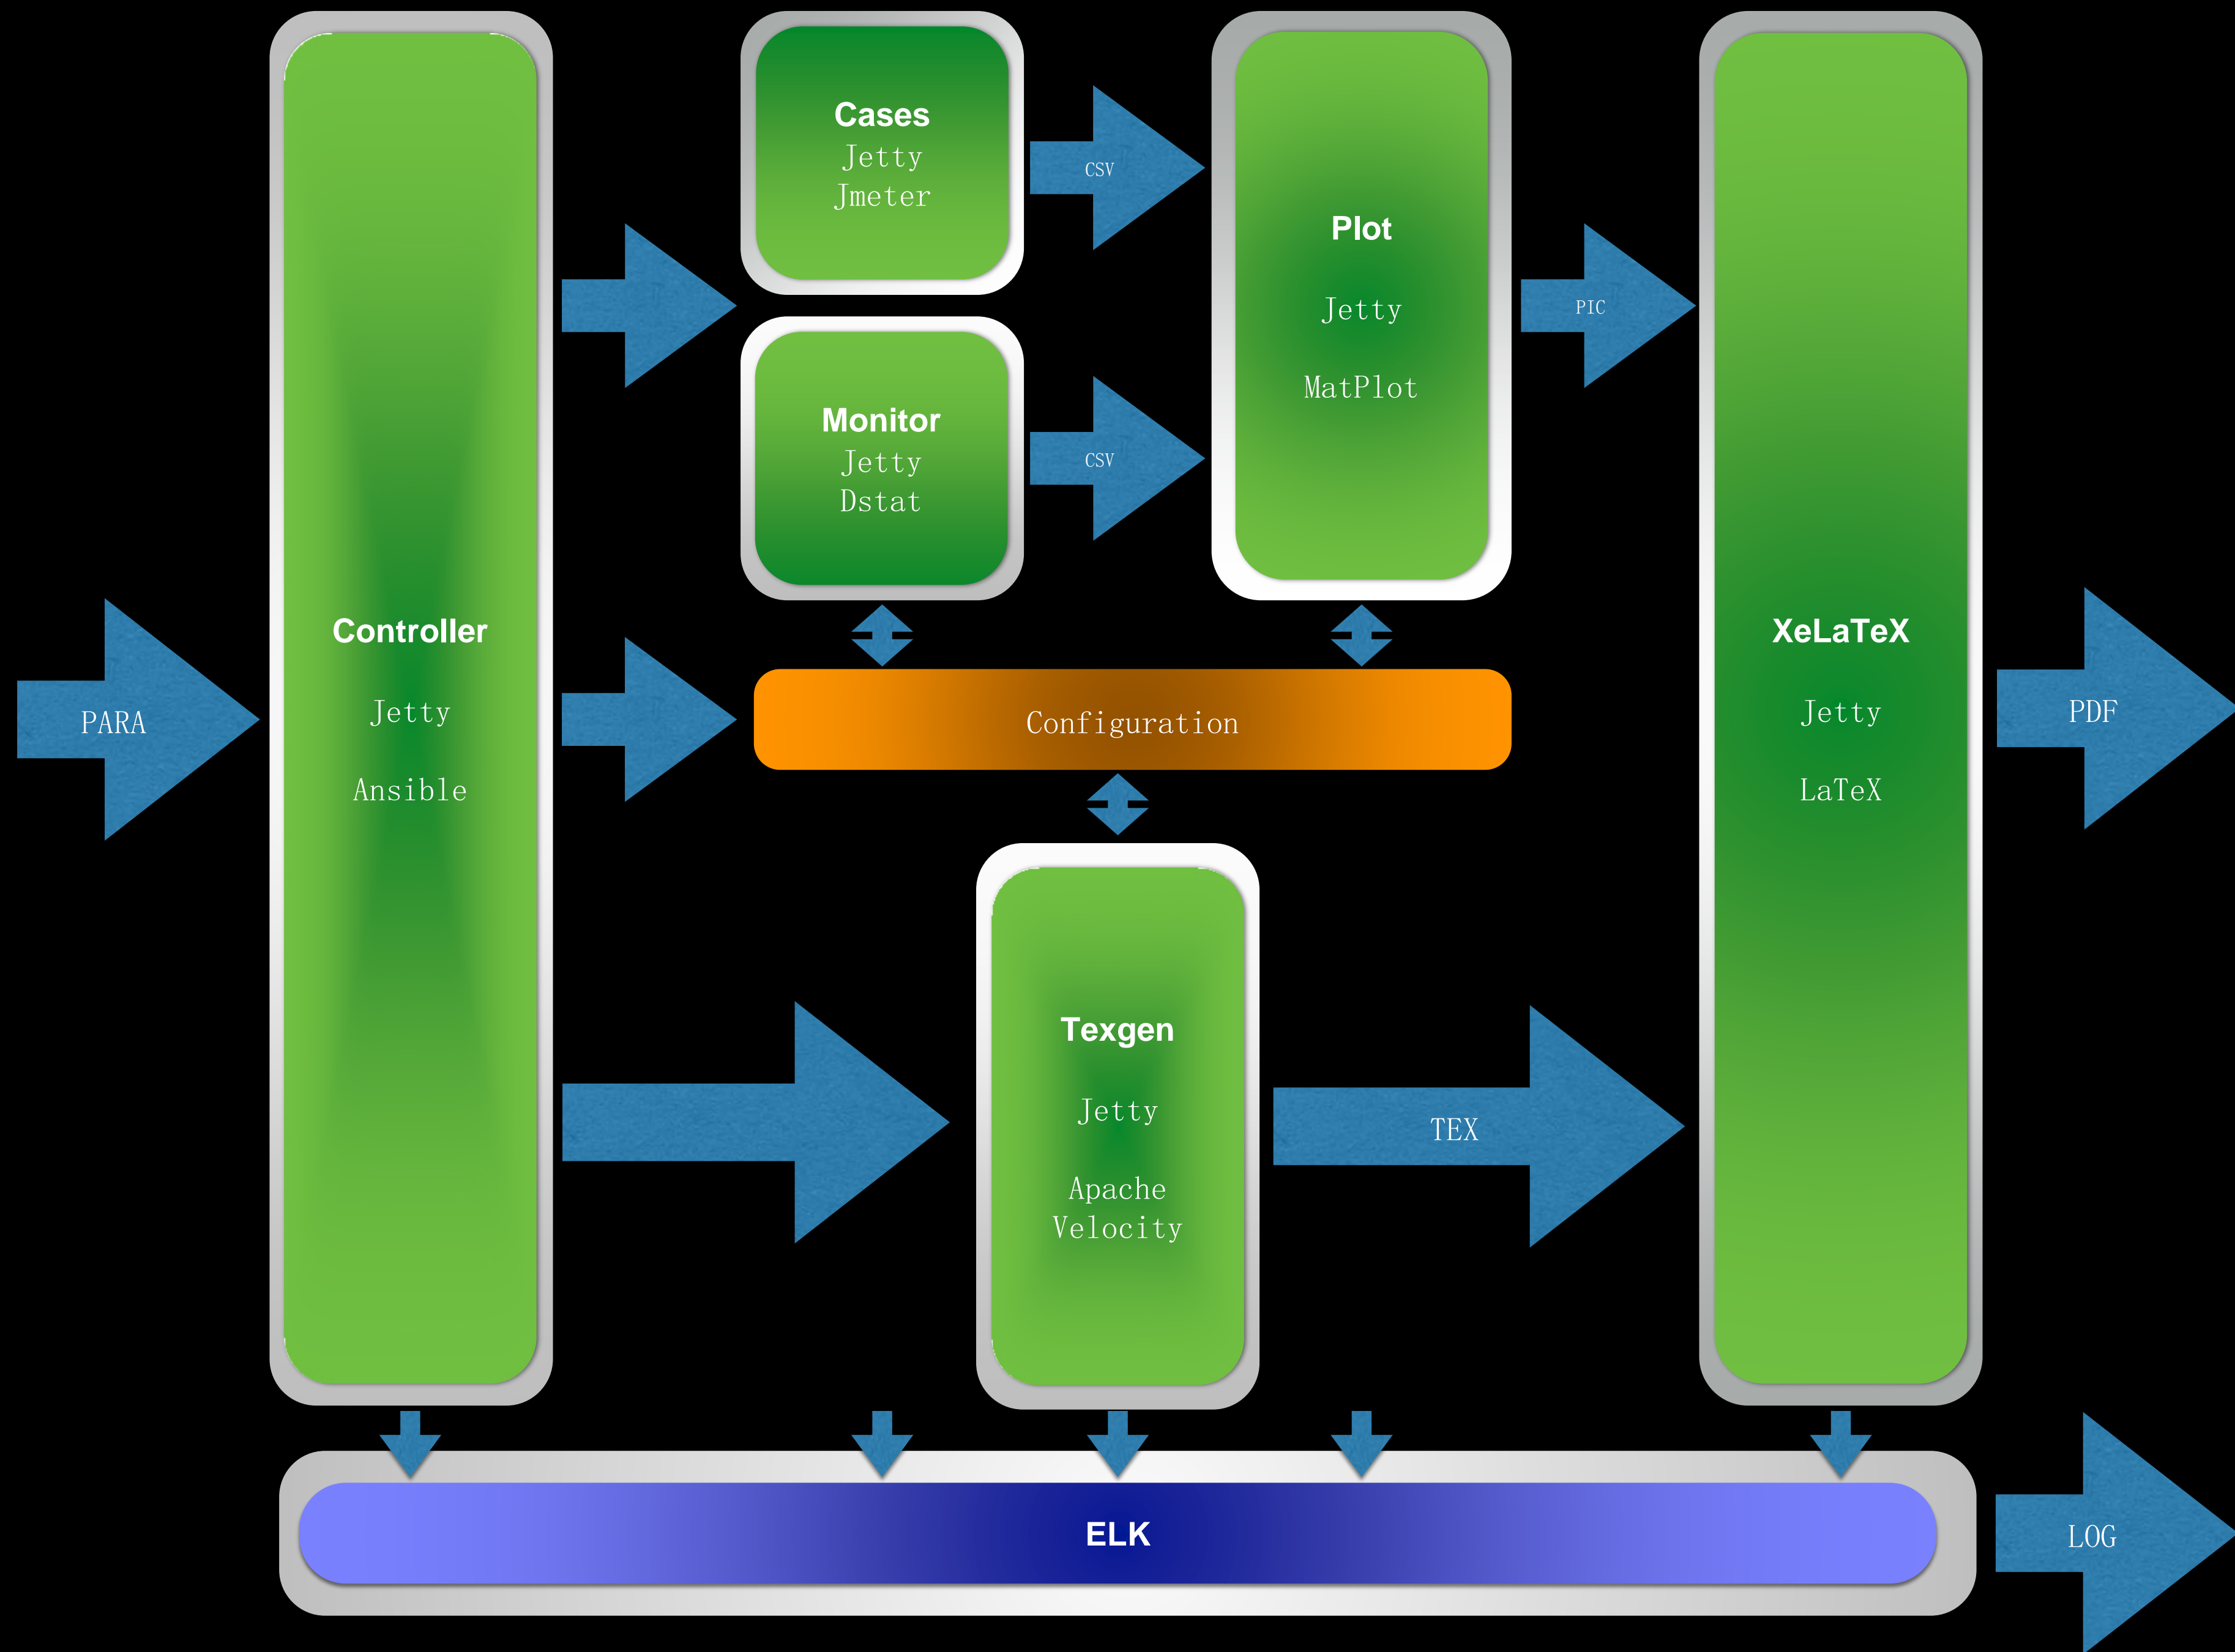 Cases
Jetty
Jmeter
CSV
Plot
Jetty
MatPlot
PIC
Monitor
Jetty
Dstat
CSV
PARA
Controller
Jetty
Ansible
Configuration
XeLaTeX
Jetty
LaTeX
PDF
Texgen
Jetty
Apache
Velocity
TEX
ELK
LOG